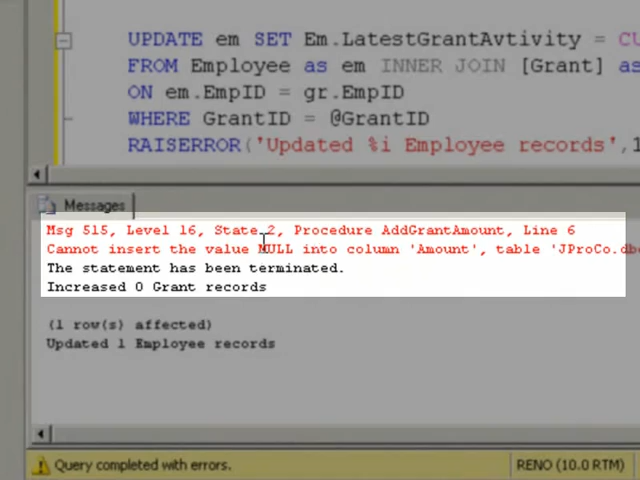 UPDATE em SET Em.LatestGrantAvtivity = CU
FROM Employee as em INNER JOIN [Grant] as
ON em.EmpID = gr.EmpID
WHERE GrantID = @GrantID
RAISERROR('Updated %i Employee records',1
Messages
Msg 515, Level 16, State 2, Procedure AddGrantAmount, Line 6
Cannot insert the value NULL into column 'Amount', table 'JProCo.dbo
The statement has been terminated.
Increased 0 Grant records
(1 row(s) affected)
Updated 1 Employee records
Query completed with errors.
RENO (10.0 RTM)